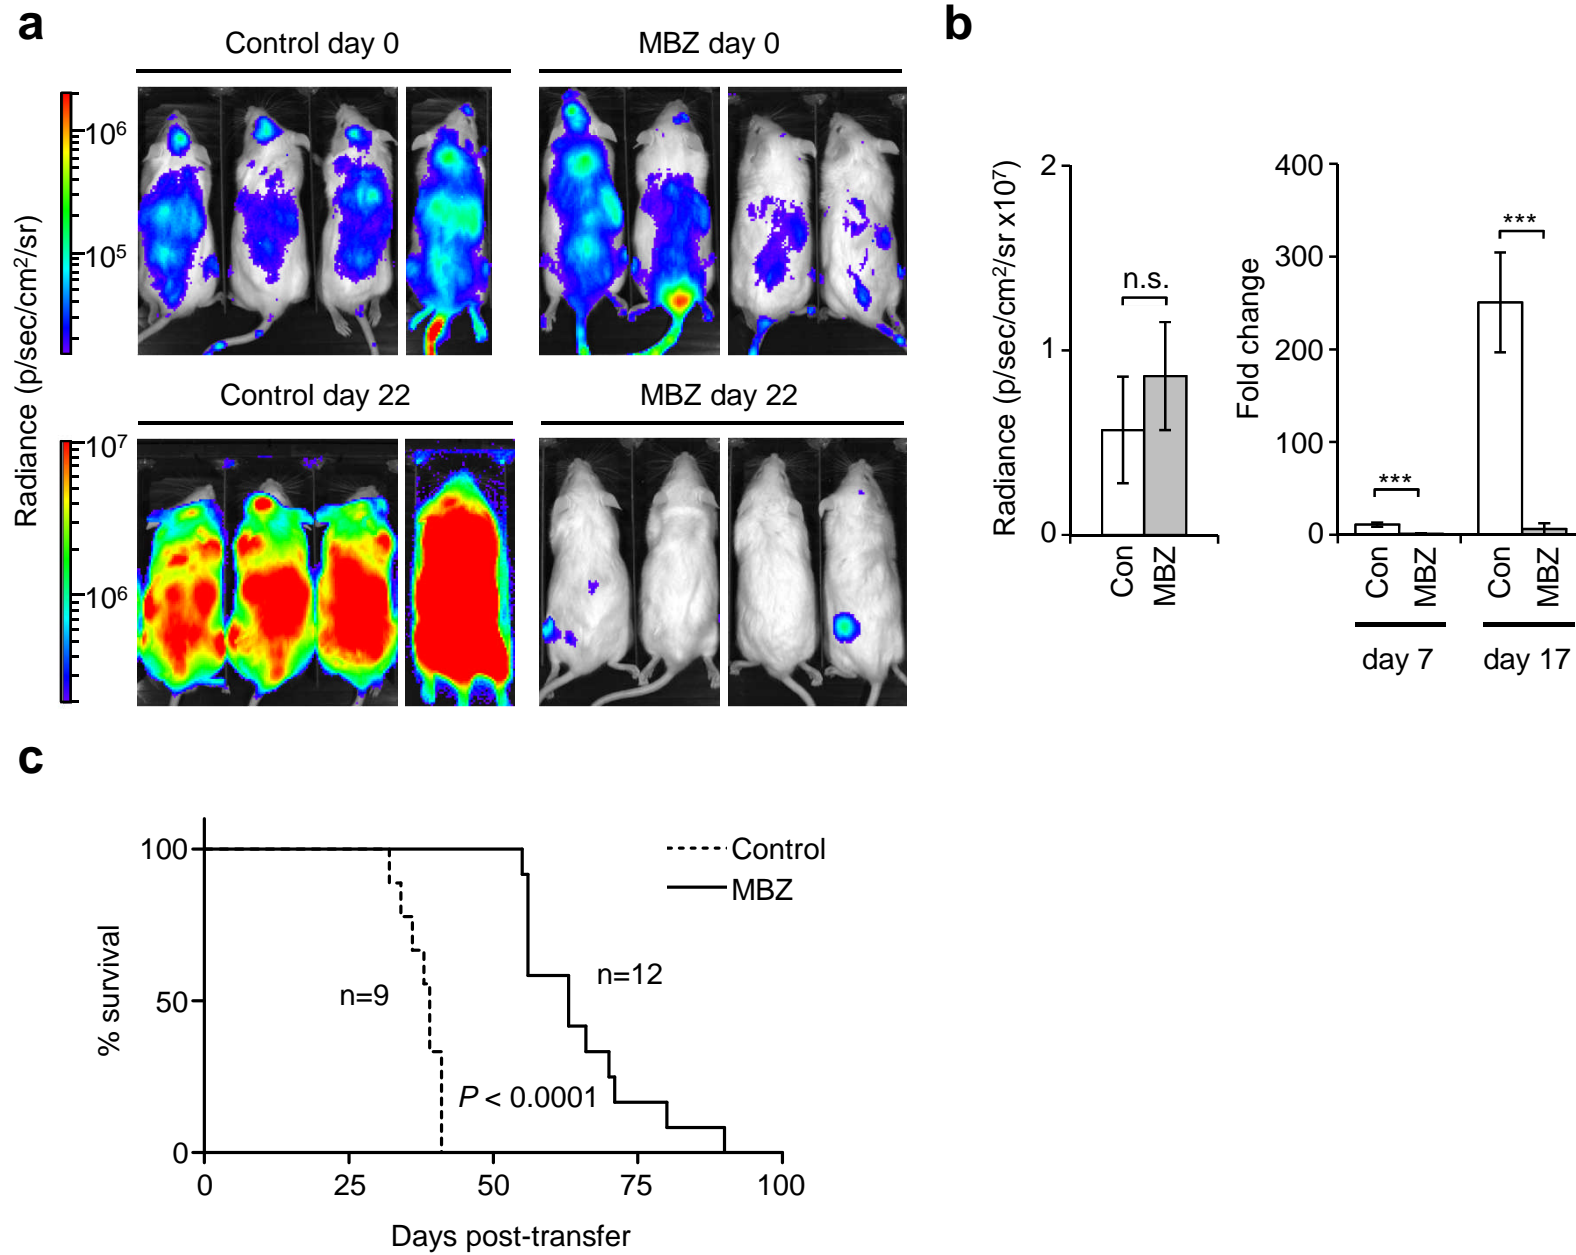 a
Control day 0
MBZ day 0
10⁶
10⁵
Radiance (p/sec/cm²/sr)
Control day 22
MBZ day 22
10⁷
10⁶
b
Radiance (p/sec/cm²/sr x10⁷)
2
1
0
n.s.
Con
MBZ
Fold change
400
300
200
100
0
***
***
Con
MBZ
Con
MBZ
day 7
day 17
c
% survival
100
50
0
Control
MBZ
n=9
n=12
P < 0.0001
0
25
50
75
100
Days post-transfer